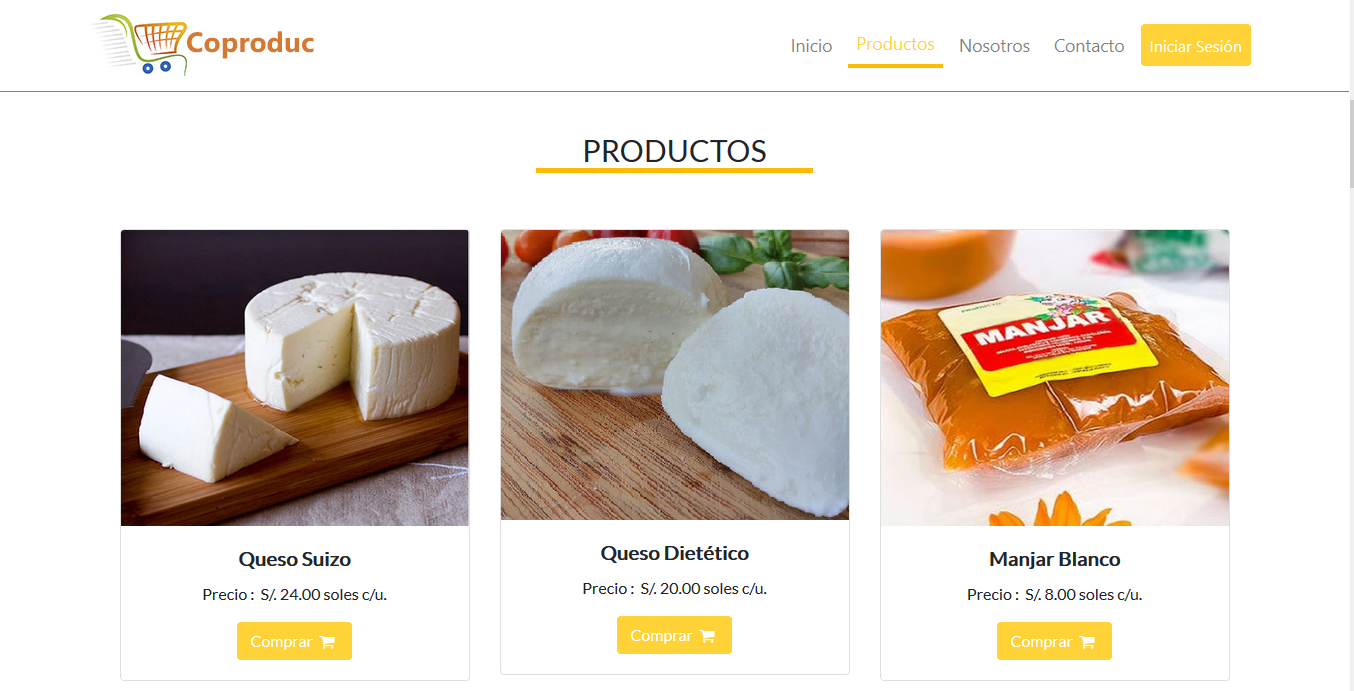 Coproduc
Inicio
Productos
Nosotros
Contacto
Iniciar Sesión
PRODUCTOS
MANJAR
Queso Suizo
Precio : S/. 24.00 soles c/u.
Comprar
Queso Dietético
Precio : S/. 20.00 soles c/u.
Comprar
Manjar Blanco
Precio : S/. 8.00 soles c/u.
Comprar